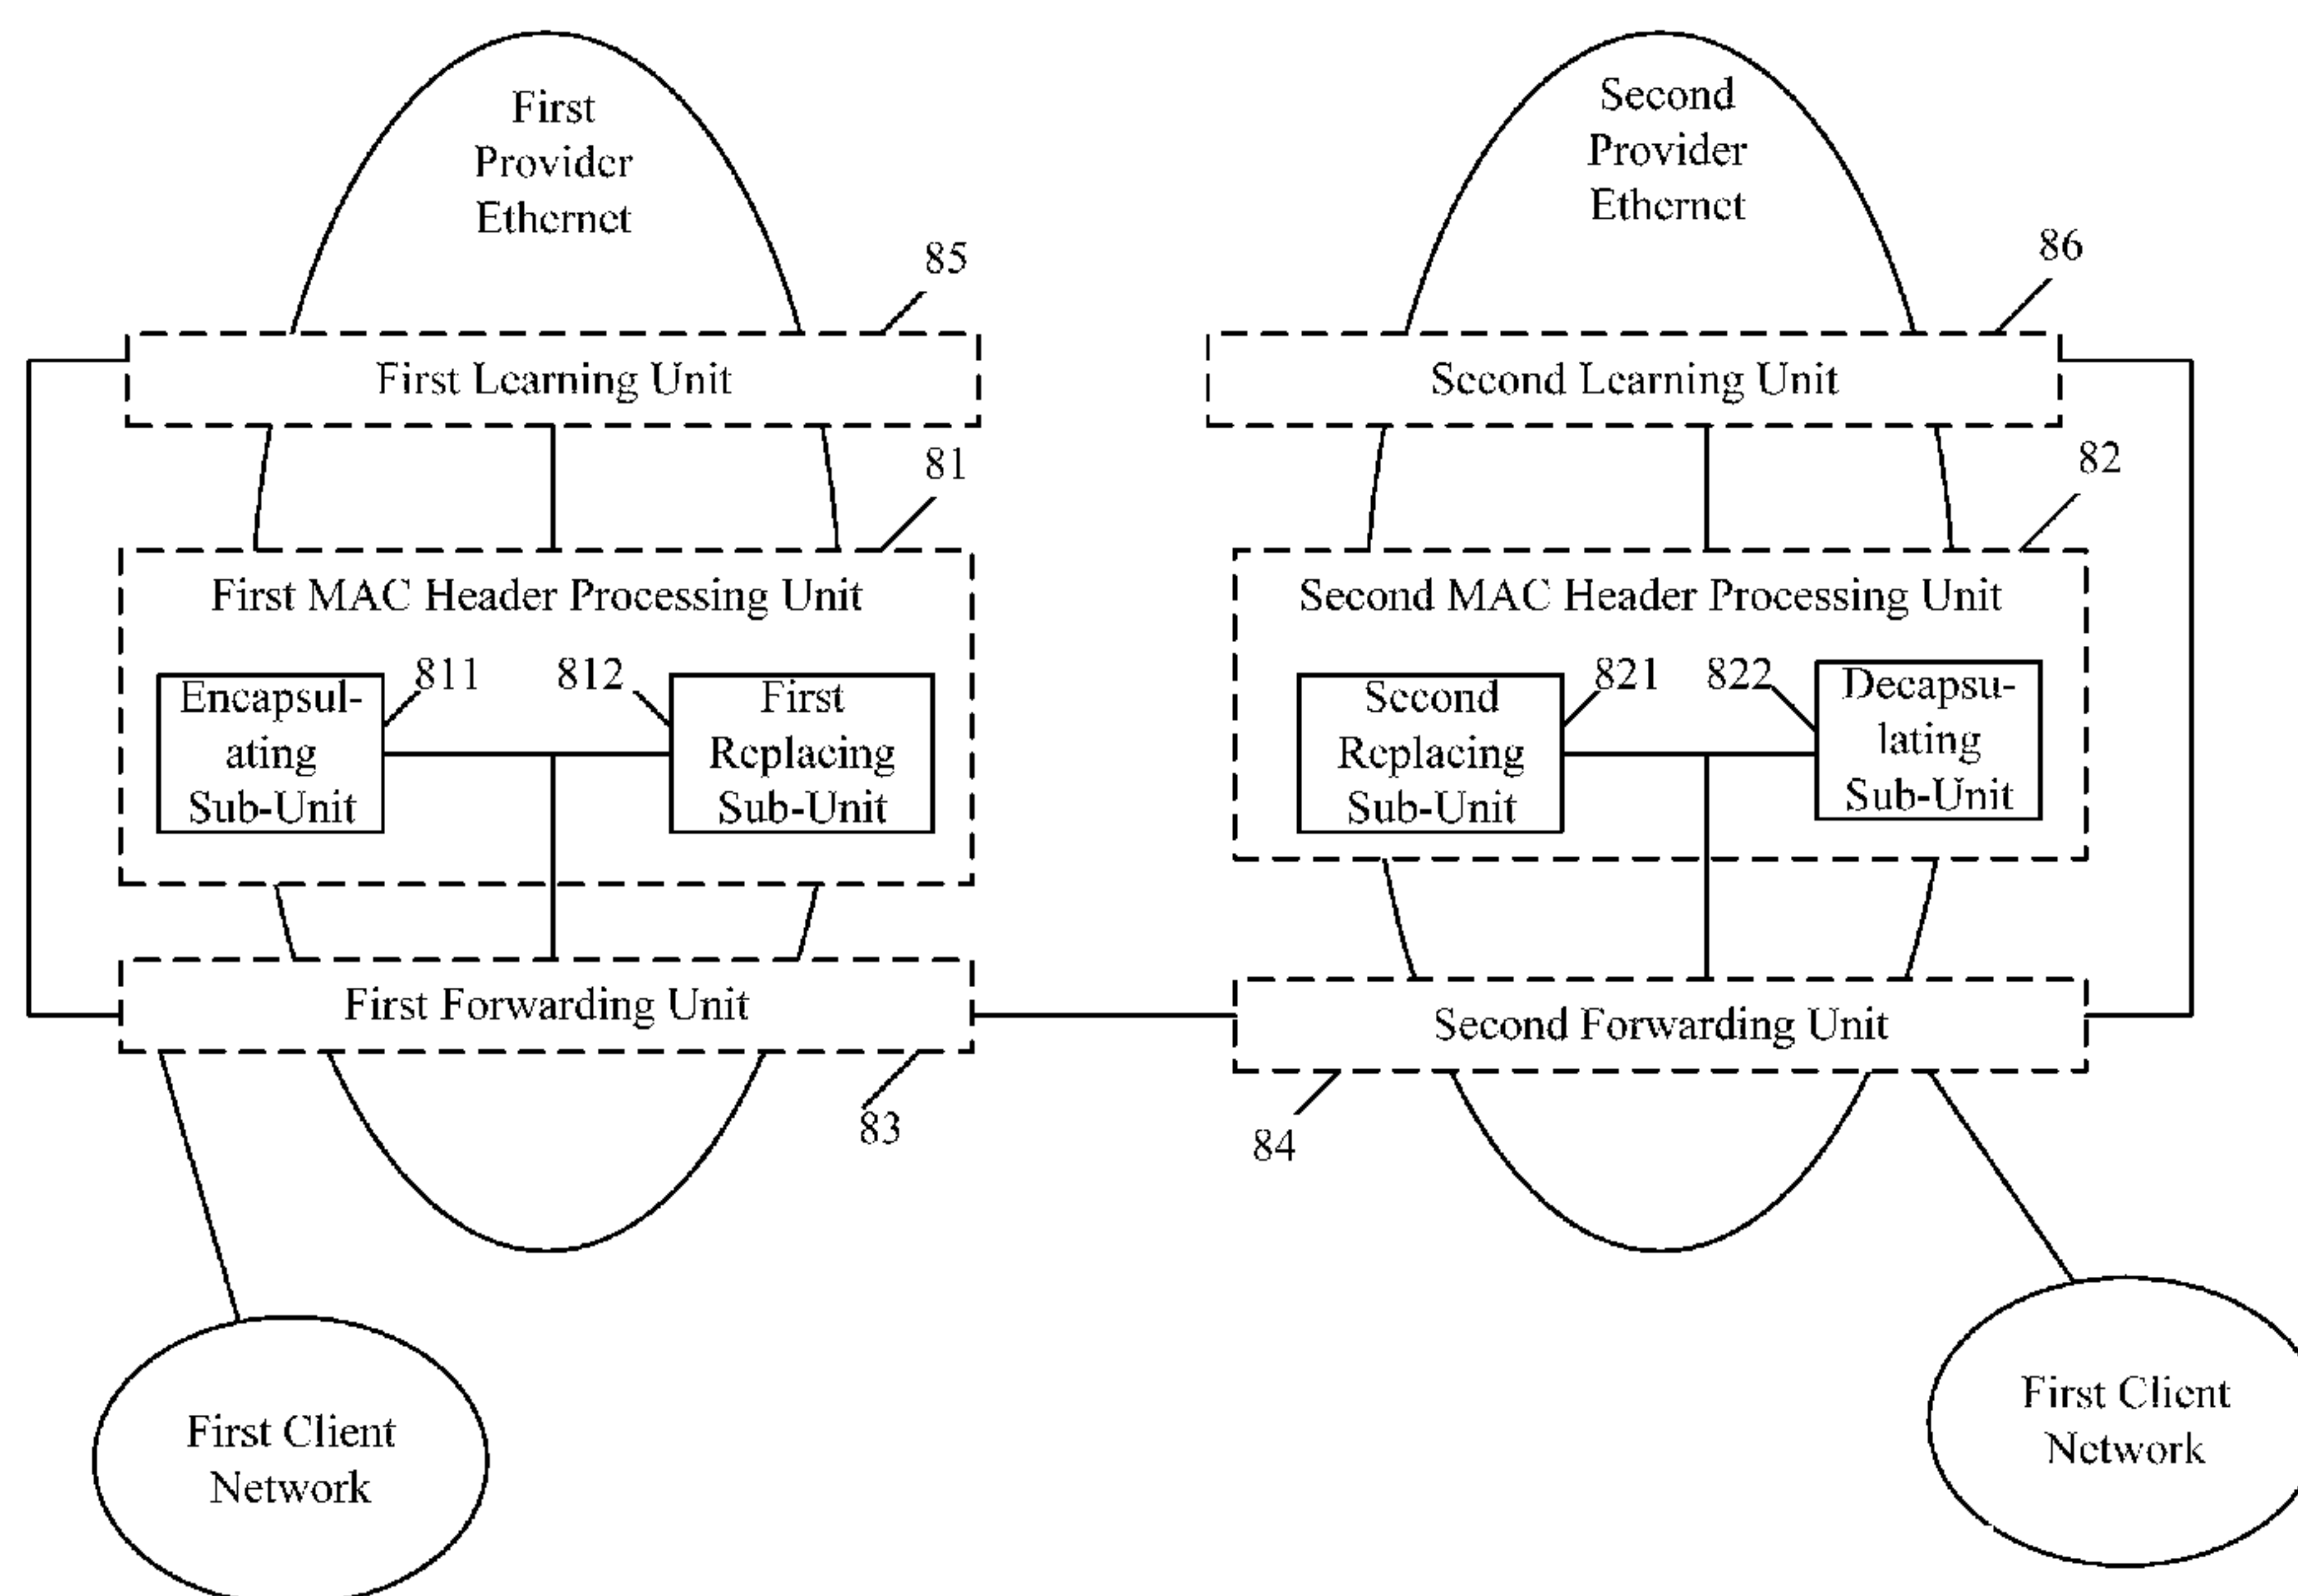 First
Provider
Ethernet
85
First Learning Unit
81
First MAC Header Processing Unit
811
812
Encapsul-
ating
Sub-Unit
First
Replacing
Sub-Unit
First Forwarding Unit
83
First Client
Network
Second
Provider
Ethernet
86
Second Learning Unit
82
Second MAC Header Processing Unit
821
822
Second
Replacing
Sub-Unit
Decapsu-
lating
Sub-Unit
Second Forwarding Unit
84
First Client
Network